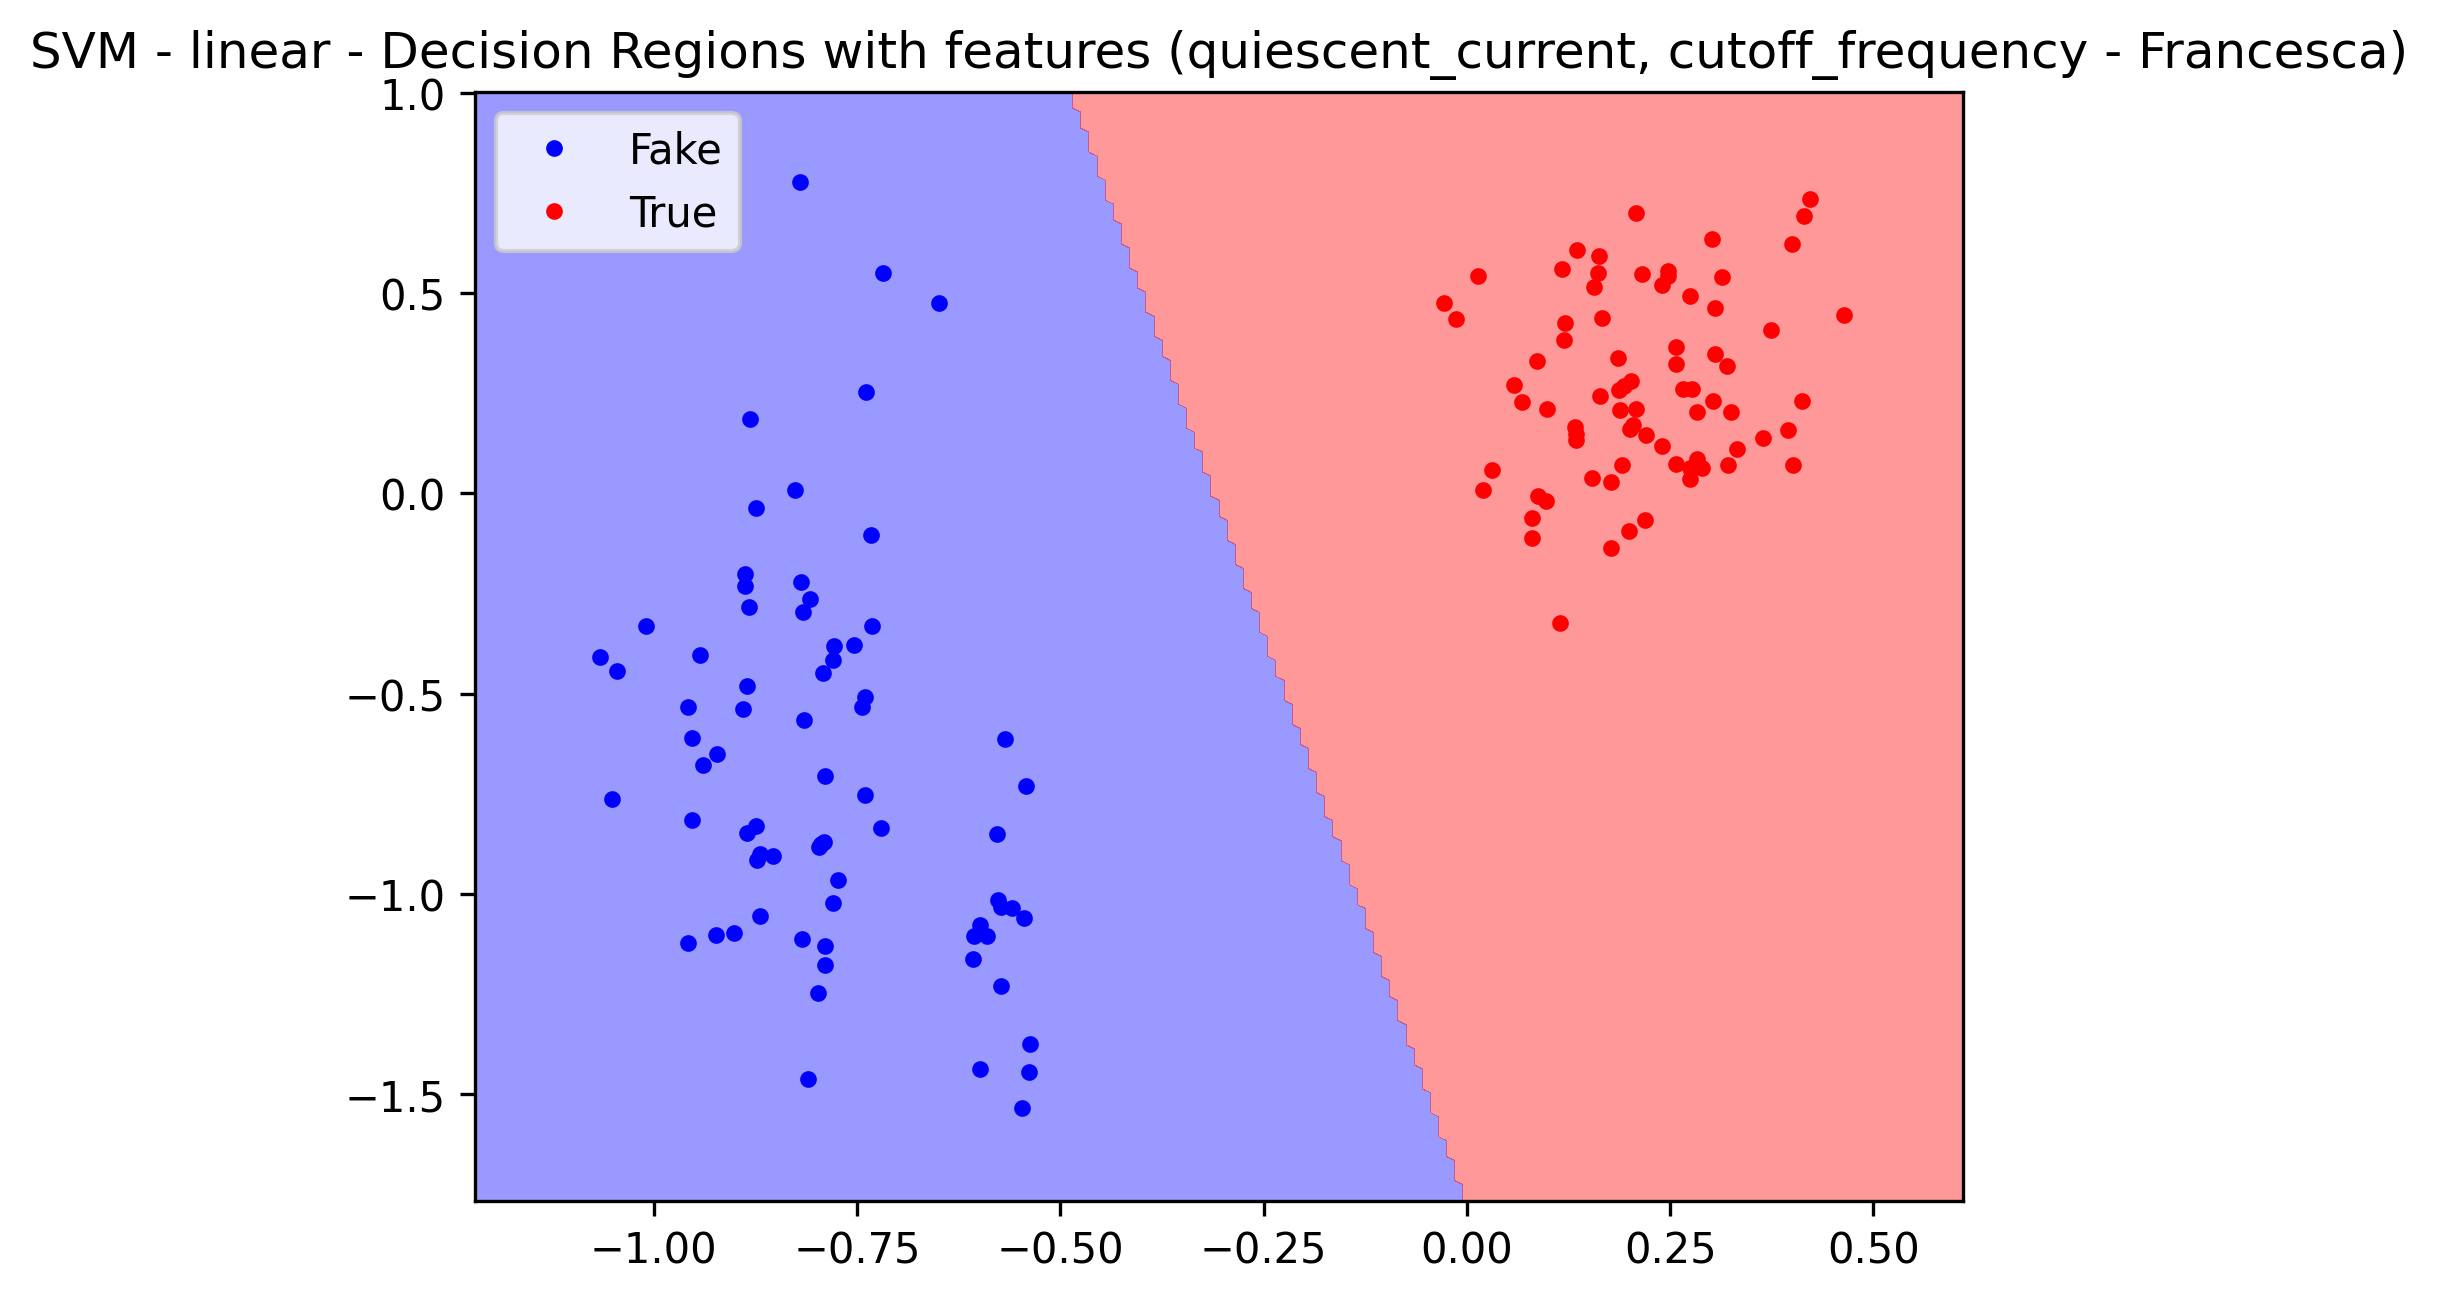 SVM - linear - Decision Regions with features (quiescent_current, cutoff_frequency - Francesca)
Fake
True
1.0
0.5
0.0
−0.5
−1.0
−1.5
−1.00 −0.75 −0.50 −0.25 0.00 0.25 0.50